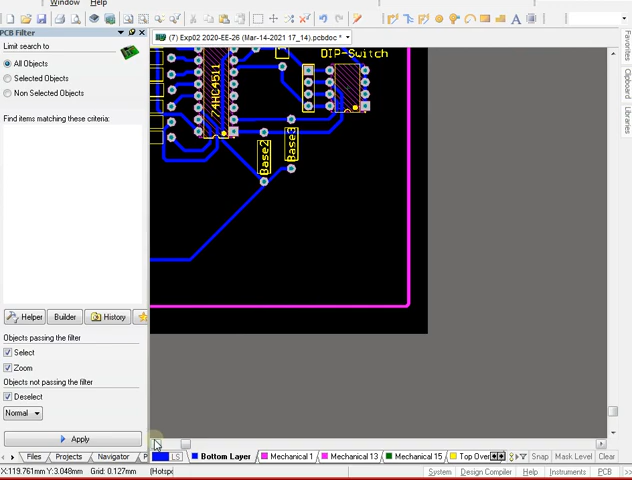 Window Help
PCB Filter
(7) Exp02 2020-EE-26 (Mar-14-2021 17_14).pcbdoc *
Limit search to
All Objects
Selected Objects
Non Selected Objects
Find items matching these criteria:
DIP-Switch
74HC4511
Base2
Base3
Favorites
Clipboard
Libraries
Helper Builder History
Objects passing the filter
Select
Zoom
Objects not passing the filter
Deselect
Normal
Apply
LS Bottom Layer Mechanical 1 Mechanical 13 Mechanical 15 Top Over Snap Mask Level Clear
Files Projects Navigator
X:119.761mm Y:3.048mm Grid: 0.127mm (Hotsp System Design Compiler Help Instruments PCB